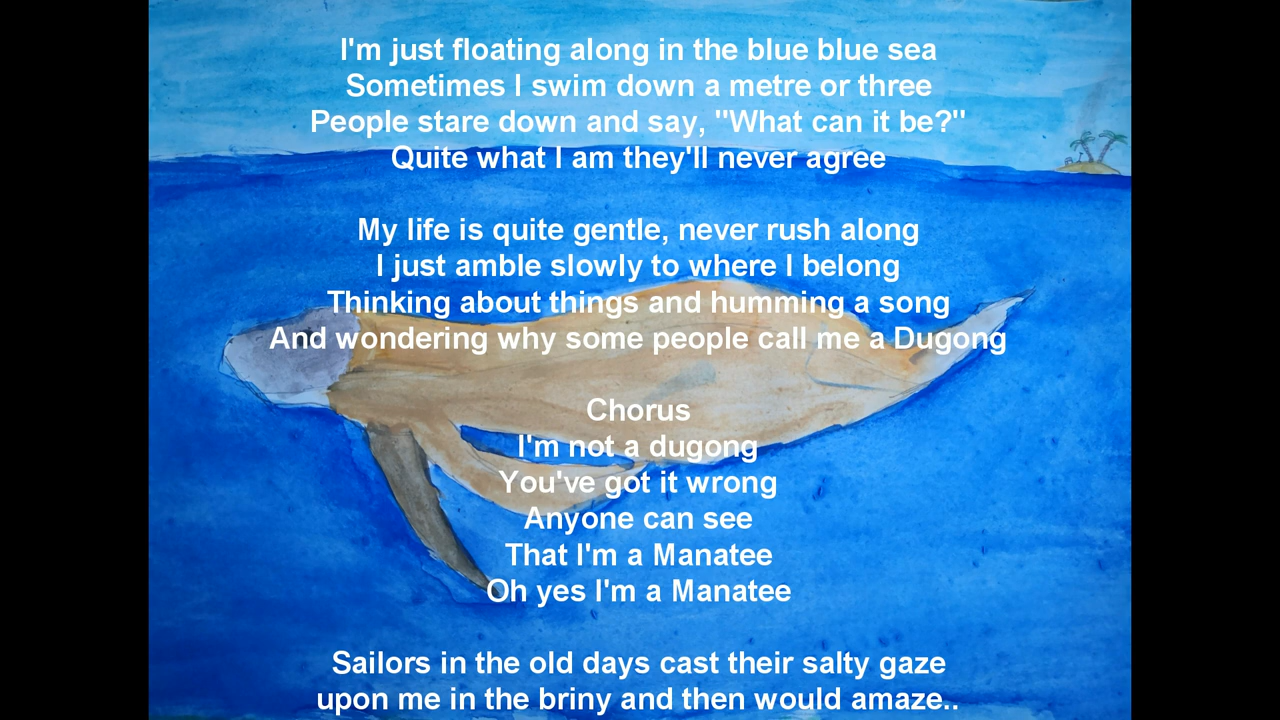 I'm just floating along in the blue blue sea
Sometimes I swim down a metre or three
People stare down and say, "What can it be?"
Quite what I am they'll never agree
My life is quite gentle, never rush along
I just amble slowly to where I belong
Thinking about things and humming a song
And wondering why some people call me a Dugong
Chorus
I'm not a dugong
You've got it wrong
Anyone can see
That I'm a Manatee
Oh yes I'm a Manatee
Sailors in the old days cast their salty gaze
upon me in the briny and then would amaze..